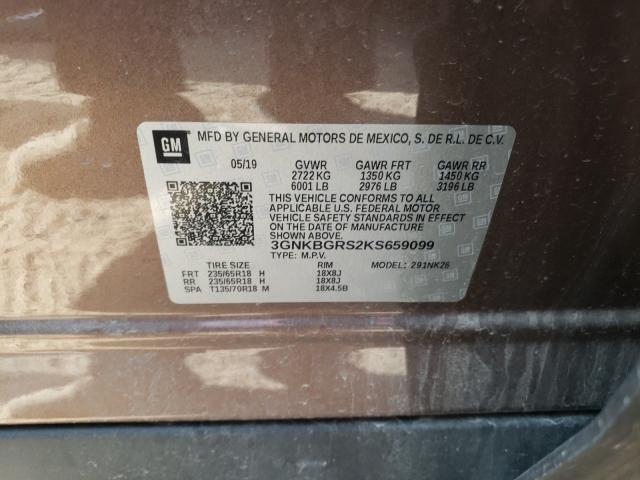 GM MFD BY GENERAL MOTORS DE MEXICO, S. DE R.L. DE C.V.
05/19 GVWR GAWR FRT GAWR RR
2722 KG 1350 KG 1450 KG
6001 LB 2976 LB 3196 LB
THIS VEHICLE CONFORMS TO ALL
APPLICABLE U.S. FEDERAL MOTOR
VEHICLE SAFETY STANDARDS IN EFFECT
ON THE DATE OF MANUFACTURE SHOWN ABOVE.
3GNKBGRS2KS659099
TYPE: M.P.V. MODEL: 291NK26
TIRE SIZE RIM
FRT 235/65R18 H 18X8J
RR 235/65R18 H 18X8J
SPA T135/70R18 M 18X4.5B